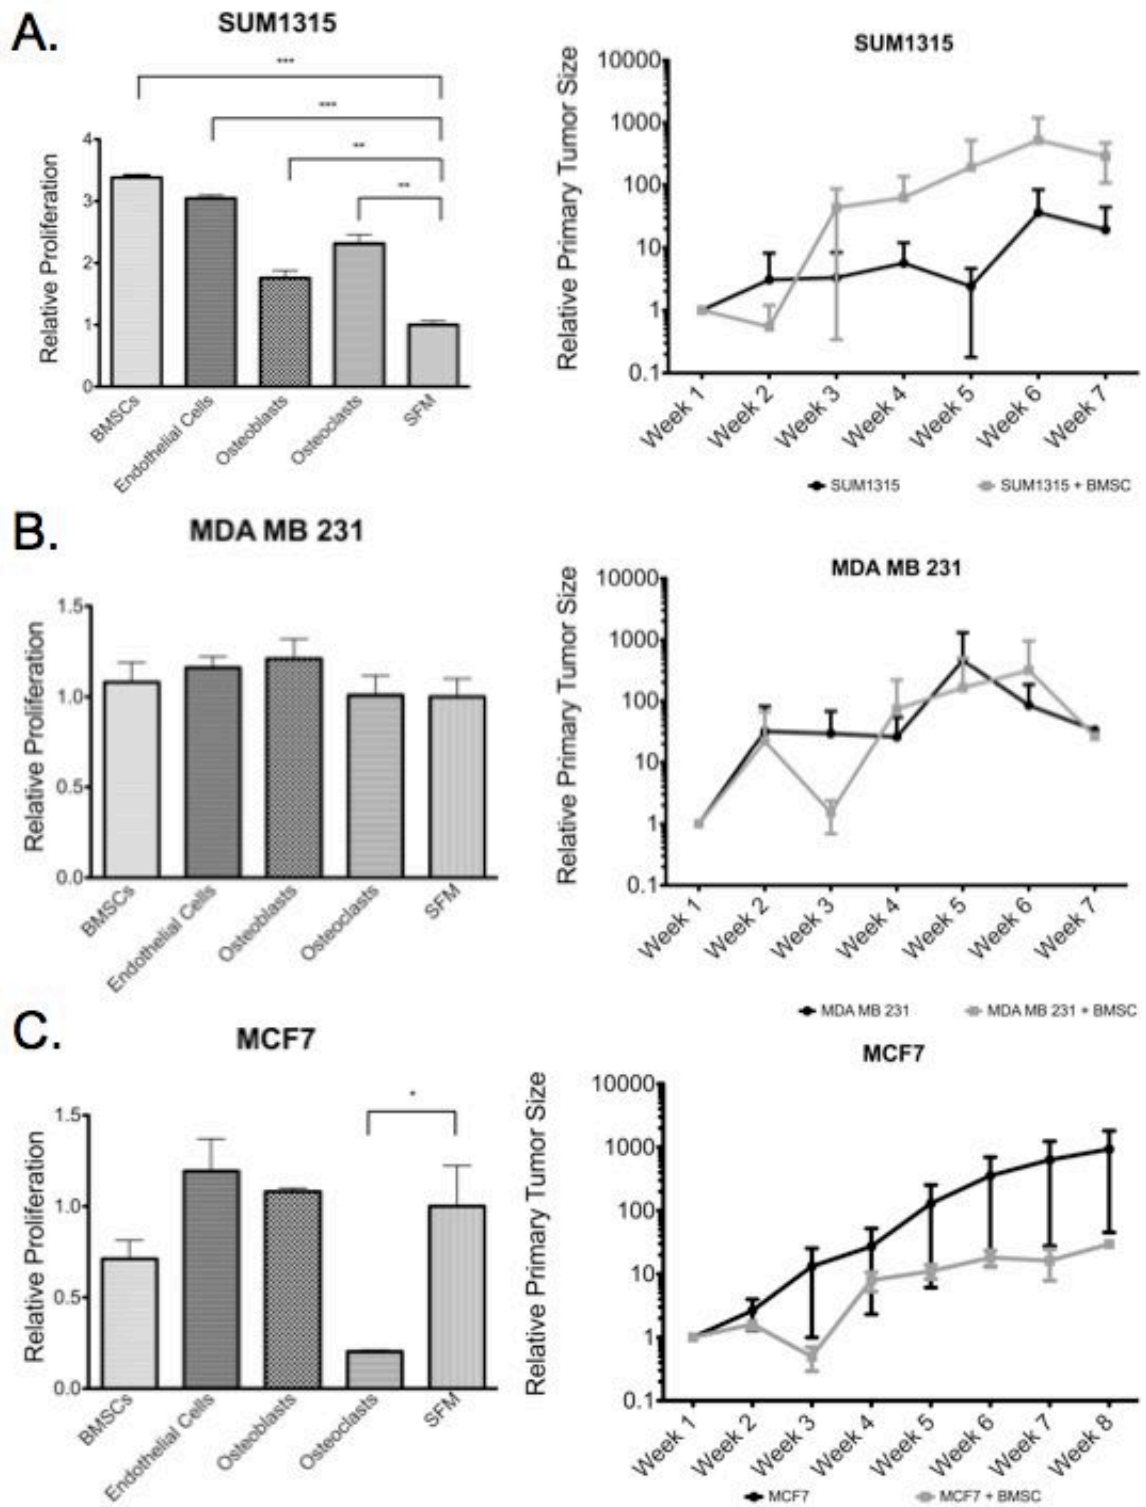 A.
SUM1315
***
***
**
**
Relative Proliferation
4
3
2
1
0
BMSCs
Endothelial Cells
Osteoblasts
Osteoclasts
SFM
SUM1315
Relative Primary Tumor Size
10000
1000
100
10
1
0.1
Week 1
Week 2
Week 3
Week 4
Week 5
Week 6
Week 7
SUM1315
SUM1315 + BMSC
B.
MDA MB 231
Relative Proliferation
1.5
1.0
0.5
0.0
BMSCs
Endothelial Cells
Osteoblasts
Osteoclasts
SFM
MDA MB 231
Relative Primary Tumor Size
10000
1000
100
10
1
0.1
Week 1
Week 2
Week 3
Week 4
Week 5
Week 6
Week 7
MDA MB 231
MDA MB 231 + BMSC
C.
MCF7
*
Relative Proliferation
1.5
1.0
0.5
0.0
BMSCs
Endothelial Cells
Osteoblasts
Osteoclasts
SFM
MCF7
Relative Primary Tumor Size
10000
1000
100
10
1
0.1
Week 1
Week 2
Week 3
Week 4
Week 5
Week 6
Week 7
Week 8
MCF7
MCF7 + BMSC